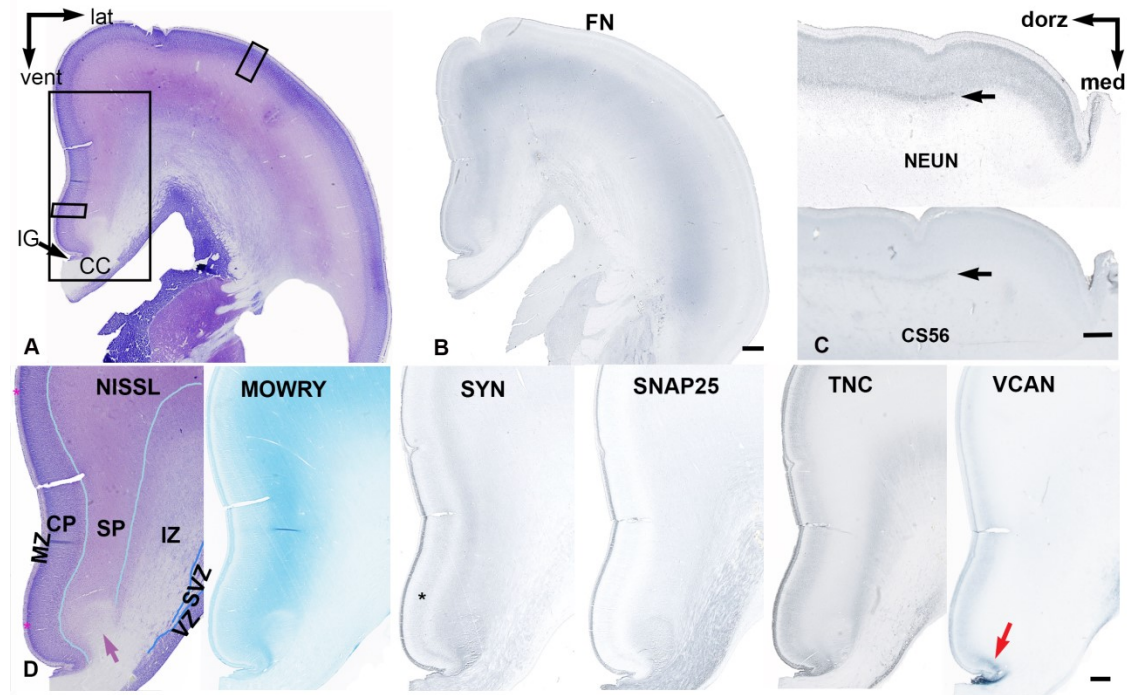 lat
vent
IG
CC
A
FN
B
dorz
med
NEUN
CS56
C
NISSL
CP
SP
IZ
MZ
VZ SVZ
D
MOWRY
SYN
*
SNAP25
TNC
VCAN